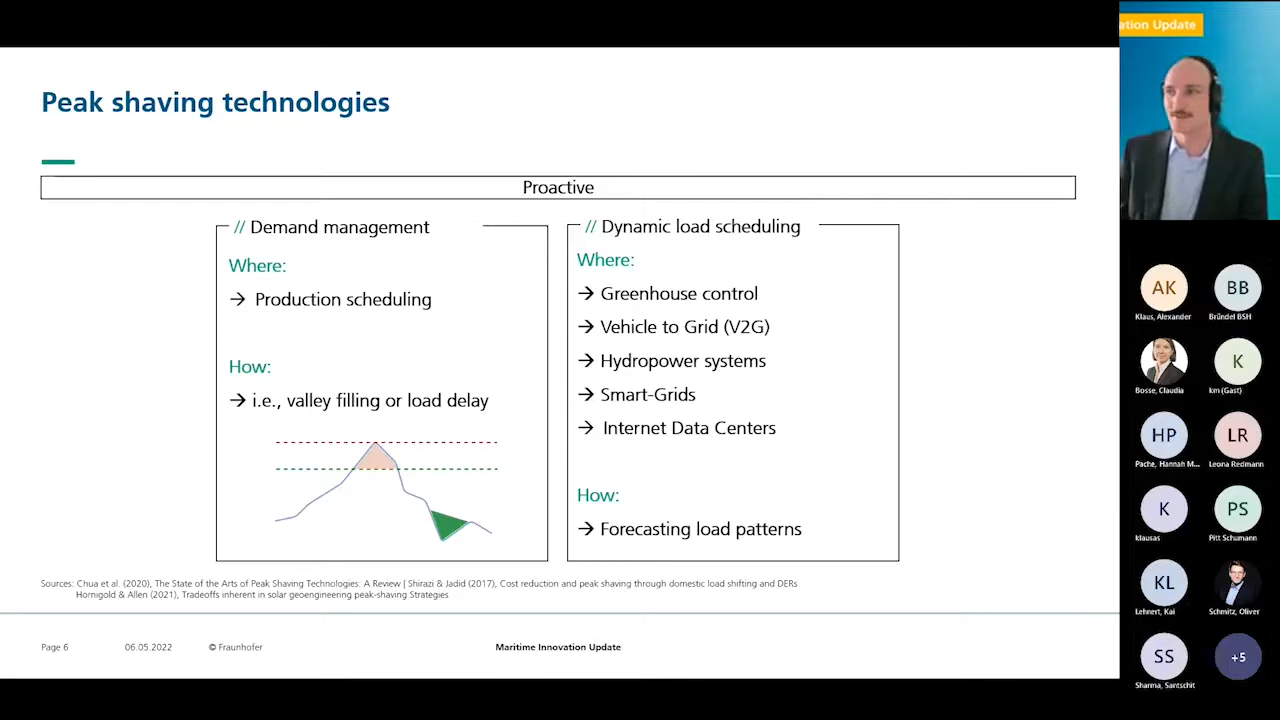 Peak shaving technologies
Proactive
// Demand management
Where:
→ Production scheduling
How:
→ i.e., valley filling or load delay
// Dynamic load scheduling
Where:
→ Greenhouse control
→ Vehicle to Grid (V2G)
→ Hydropower systems
→ Smart-Grids
→ Internet Data Centers
How:
→ Forecasting load patterns
Sources: Chua et al. (2020), The State of the Arts of Peak Shaving Technologies: A Review | Shirazi & Jadid (2017), Cost reduction and peak shaving through domestic load shifting and DERs
Hornigold & Allen (2021), Tradeoffs inherent in solar geoengineering peak-shaving Strategies
Page 6
06.05.2022
© Fraunhofer
Maritime Innovation Update
ation Update
AK
Klaus, Alexander
BB
Bründel BSH
Bosse, Claudia
K
km (Gast)
HP
Pache, Hannah M...
LR
Leona Redmann
K
klausas
PS
Pitt Schumann
KL
Lehnert, Kai
Schmitz, Oliver
SS
Sharma, Santschit
+5